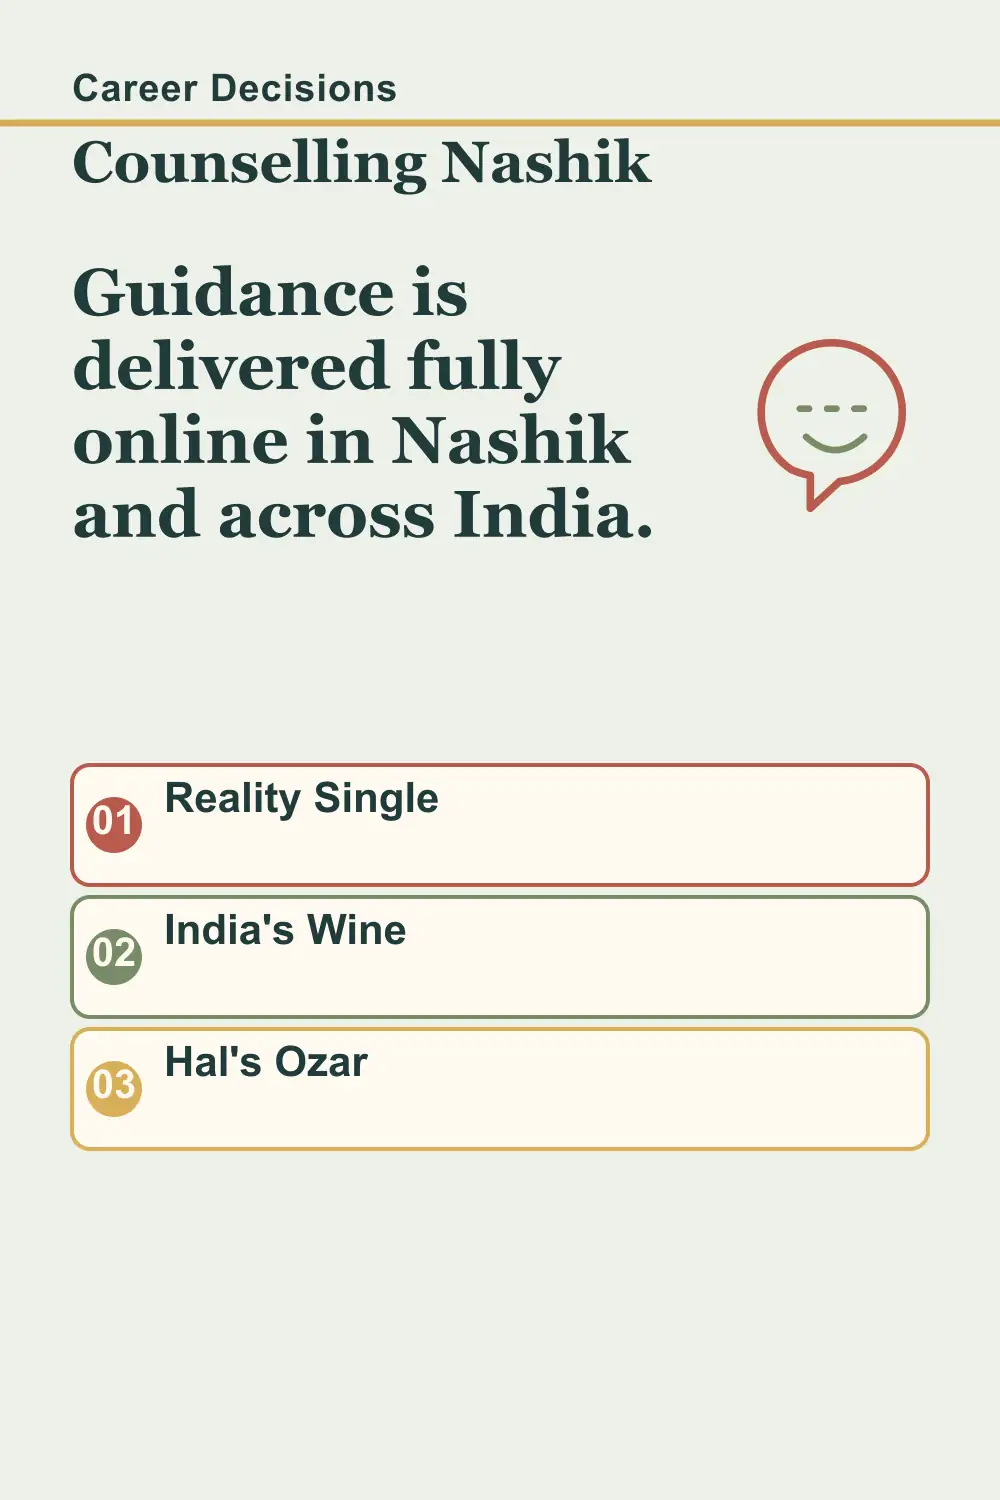 Career Decisions
Counselling Nashik
Guidance is
delivered fully
online in Nashik
and across India.
01 Reality Single
02 India's Wine
03 Hal's Ozar